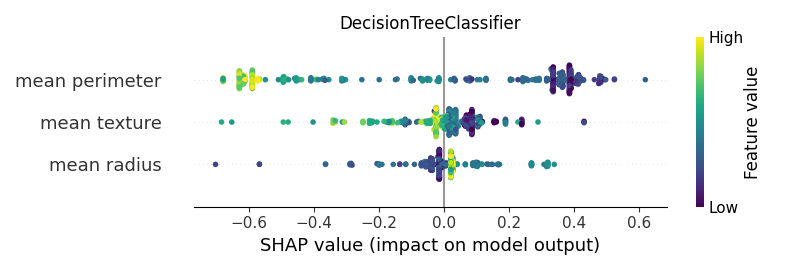 DecisionTreeClassifier
High
mean perimeter
mean texture
mean radius
Feature value
Low
−0.6 −0.4 −0.2 0.0 0.2 0.4 0.6
SHAP value (impact on model output)